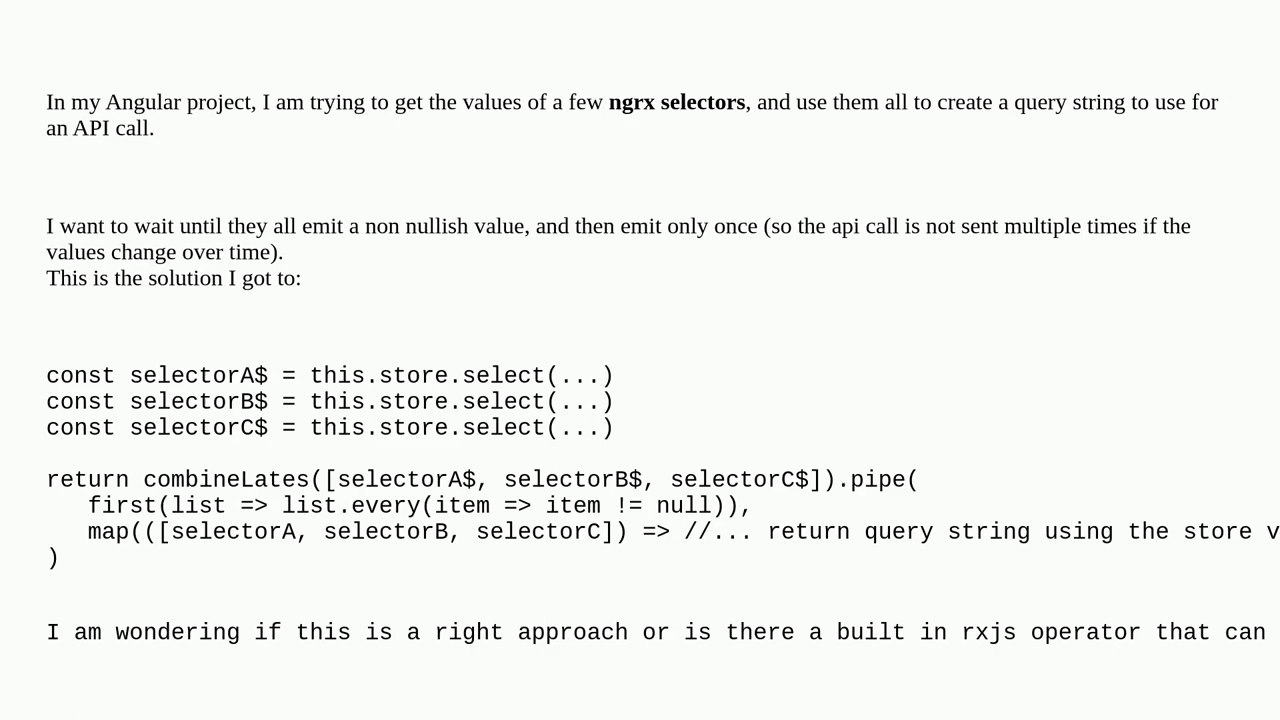 In my Angular project, I am trying to get the values of a few ngrx selectors, and use them all to create a query string to use for
an API call.
I want to wait until they all emit a non nullish value, and then emit only once (so the api call is not sent multiple times if the
values change over time).
This is the solution I got to:
const selectorA$ = this.store.select(...)
const selectorB$ = this.store.select(...)
const selectorC$ = this.store.select(...)
return combineLates([selectorA$, selectorB$, selectorC$]).pipe(
   first(list => list.every(item => item != null)),
   map(([selectorA, selectorB, selectorC]) => //... return query string using the store v
)
I am wondering if this is a right approach or is there a built in rxjs operator that can